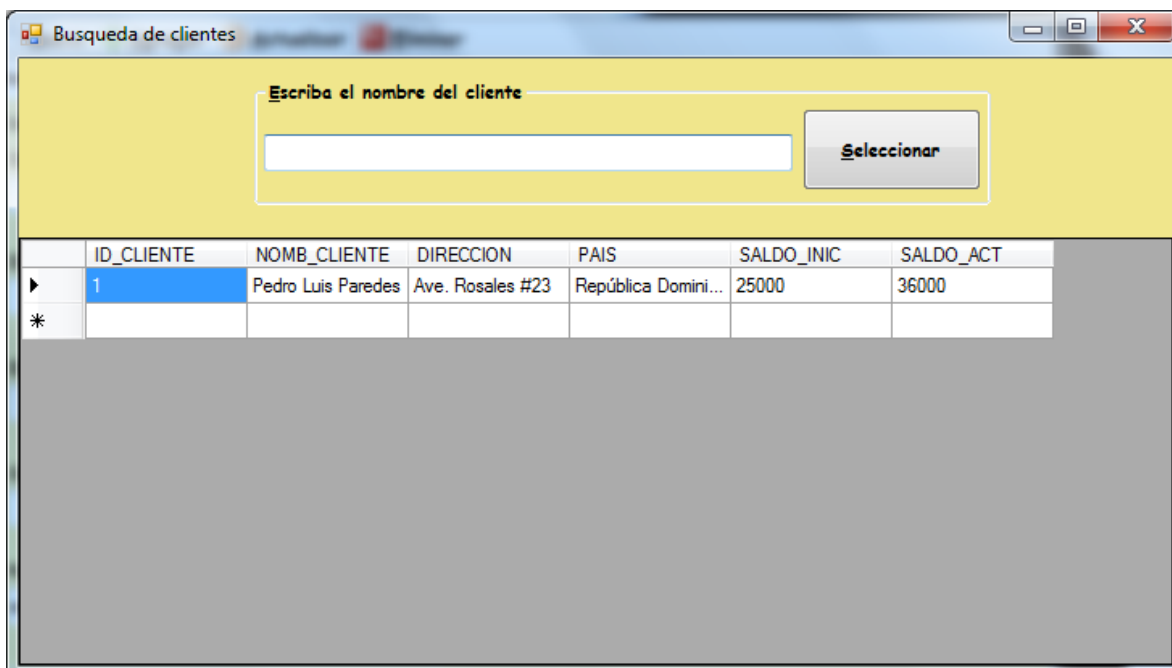 Busqueda de clientes
Escriba el nombre del cliente
Seleccionar
ID_CLIENTE NOMB_CLIENTE DIRECCION PAIS SALDO_INIC SALDO_ACT
1 Pedro Luis Paredes Ave. Rosales #23 República Domini... 25000 36000